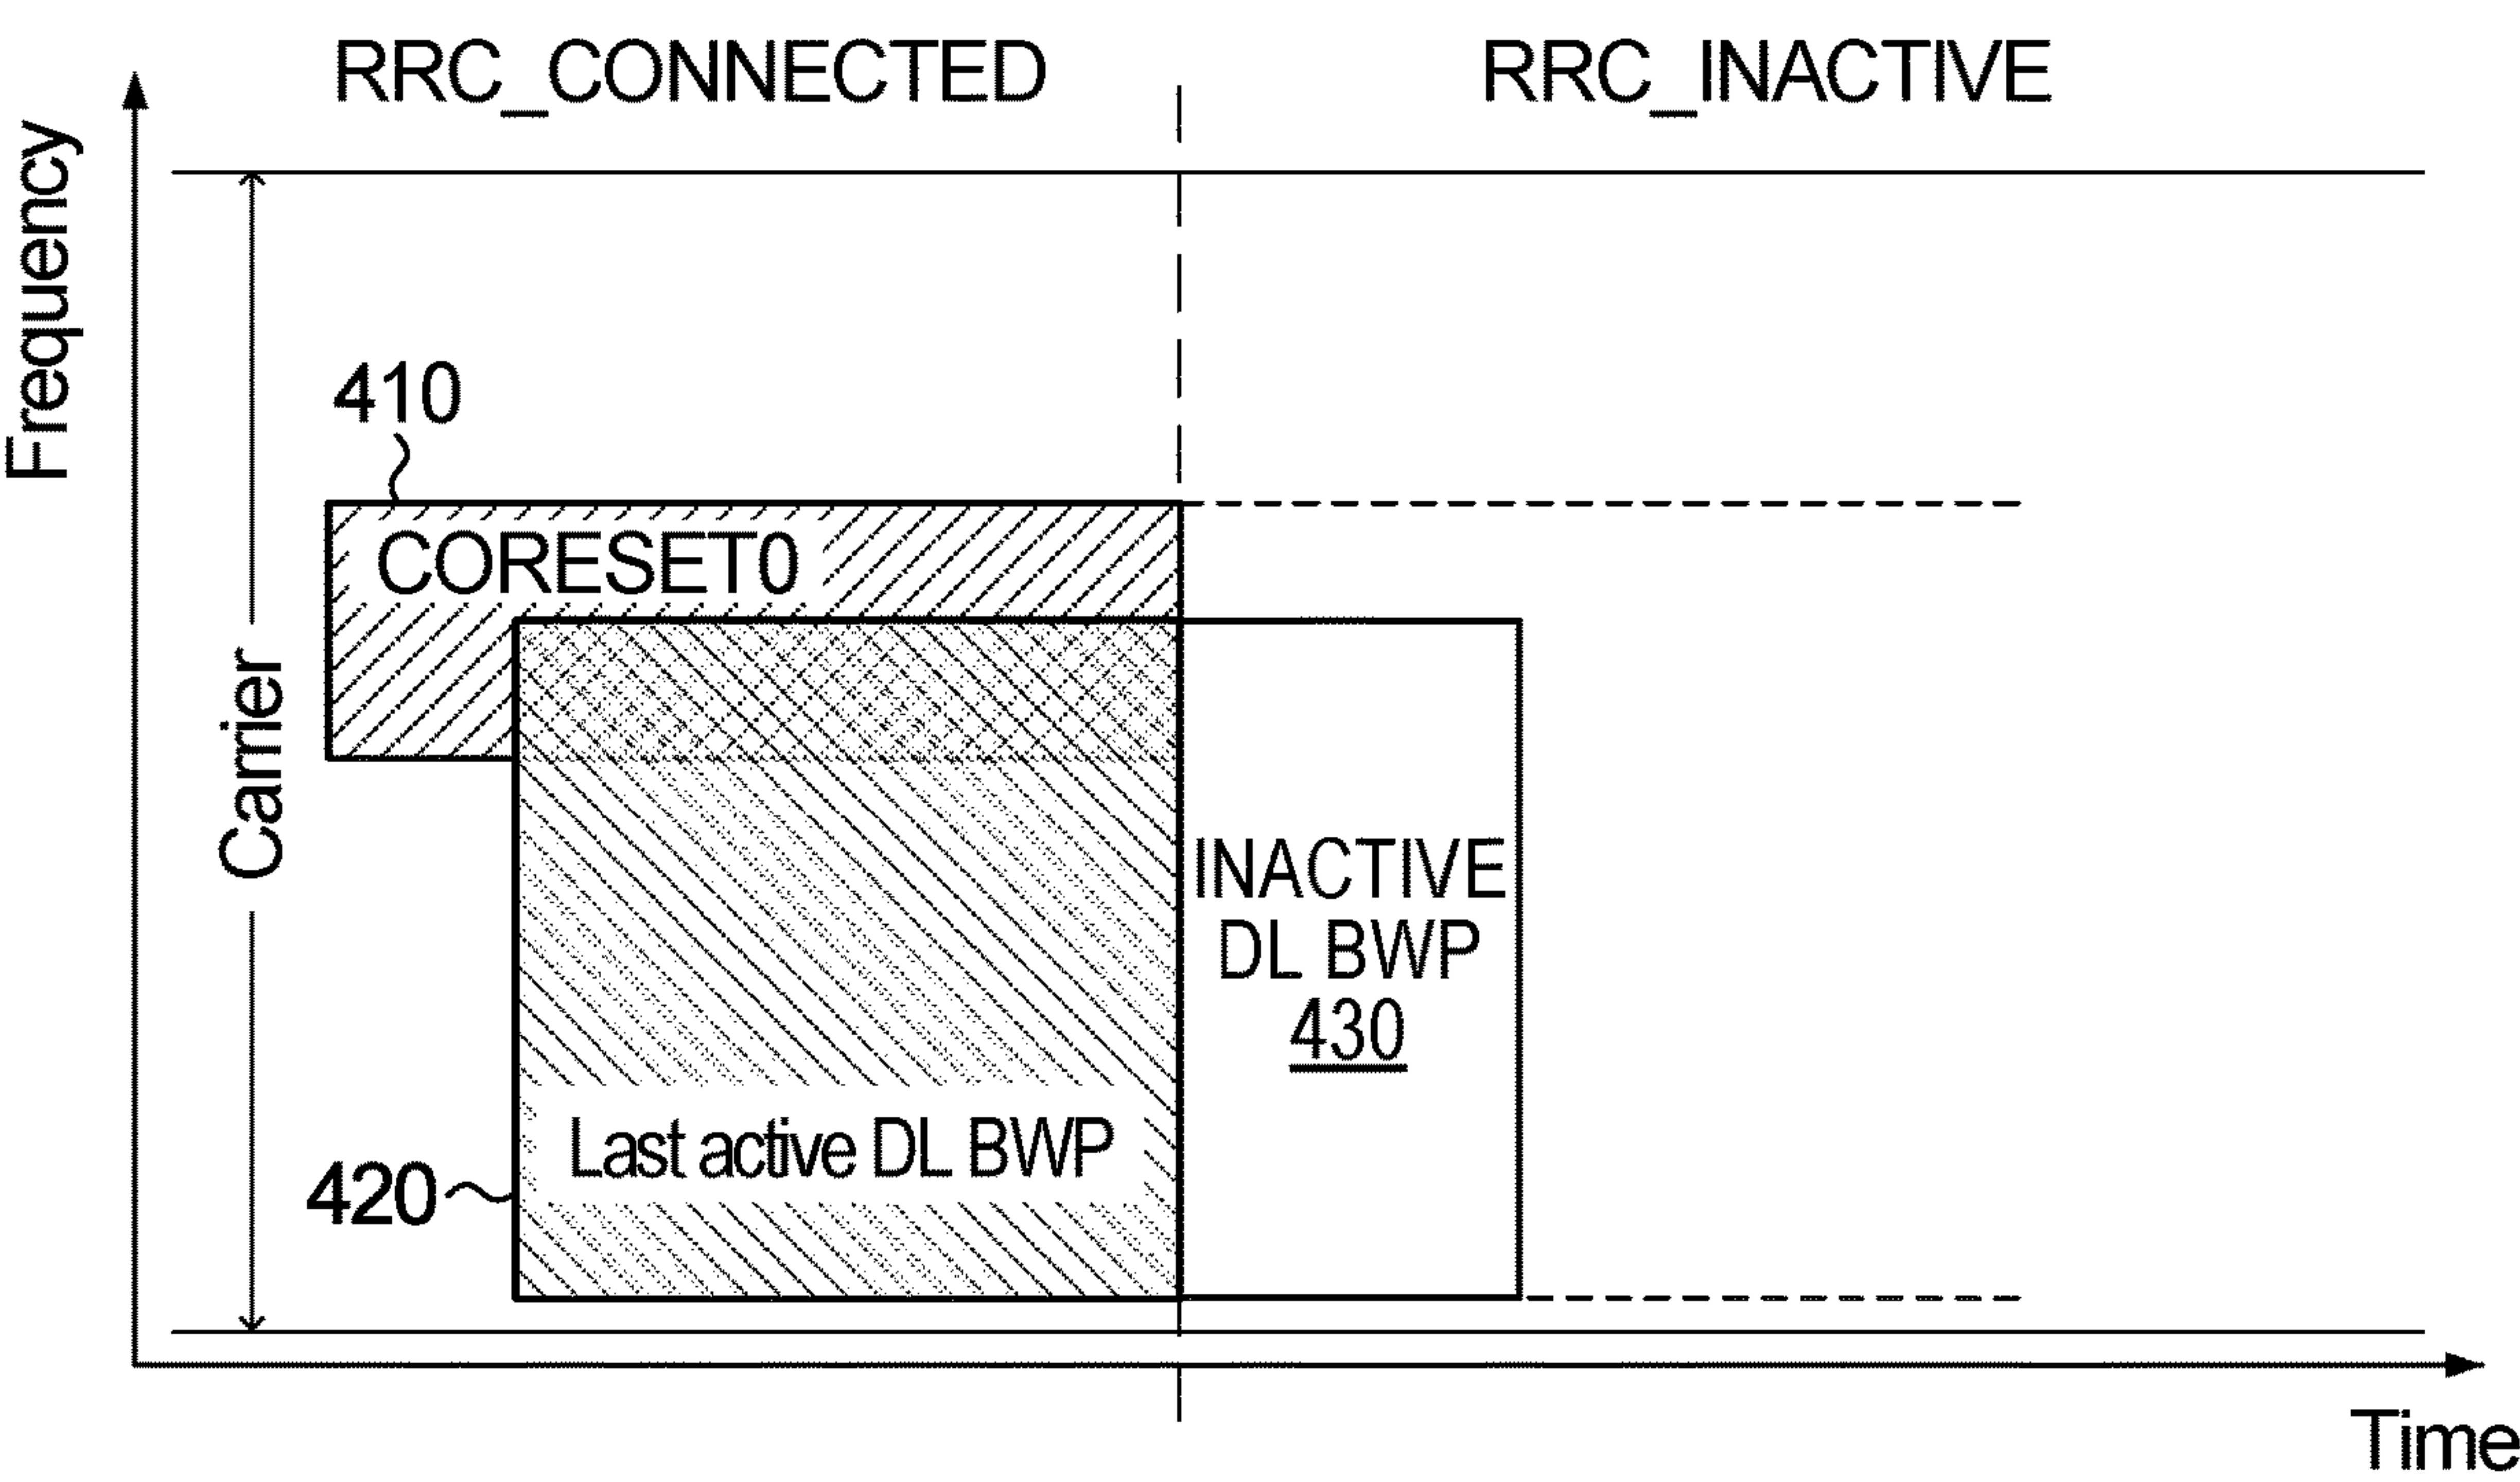 RRC_CONNECTED
RRC_INACTIVE
Frequency
410
CORESET0
Carrier
INACTIVE
DL BWP
430
Last active DL BWP
420
Time